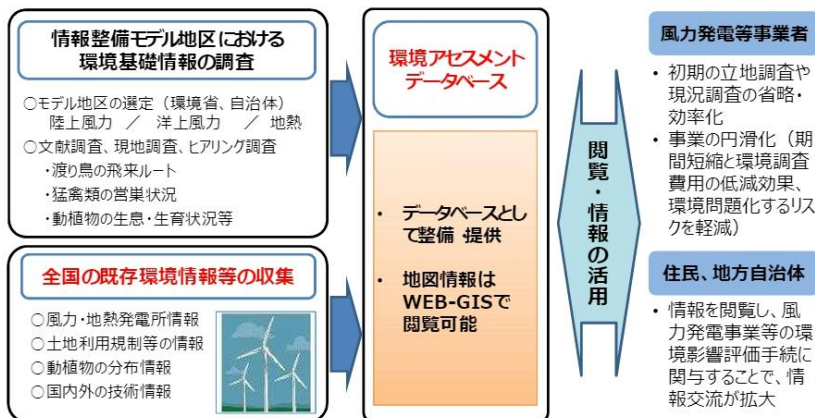 情報整備モデル地区における
環境基礎情報の調査
○モデル地区の選定（環境省、自治体）
陸上風力 ／ 洋上風力 ／ 地熱
○文献調査、現地調査、ヒアリング調査
・渡り鳥の飛来ルート
・猛禽類の営巣状況
・動植物の生息・生育状況等
全国の既存環境情報等の収集
○風力・地熱発電所情報
○土地利用規制等の情報
○動植物の分布情報
○国内外の技術情報
環境アセスメント
データベース
・ データベースとし
て整備・提供
・ 地図情報は
WEB-GISで
閲覧可能
閲覧・情報の活用
風力発電等事業者
・ 初期の立地調査や
現況調査の省略・
効率化
・ 事業の円滑化（期
間短縮と環境調査
費用の低減効果、
環境問題化するリス
クを軽減）
住民、地方自治体
・ 情報を閲覧し、風
力発電事業等の環
境影響評価手続に
関与することで、情
報交流が拡大